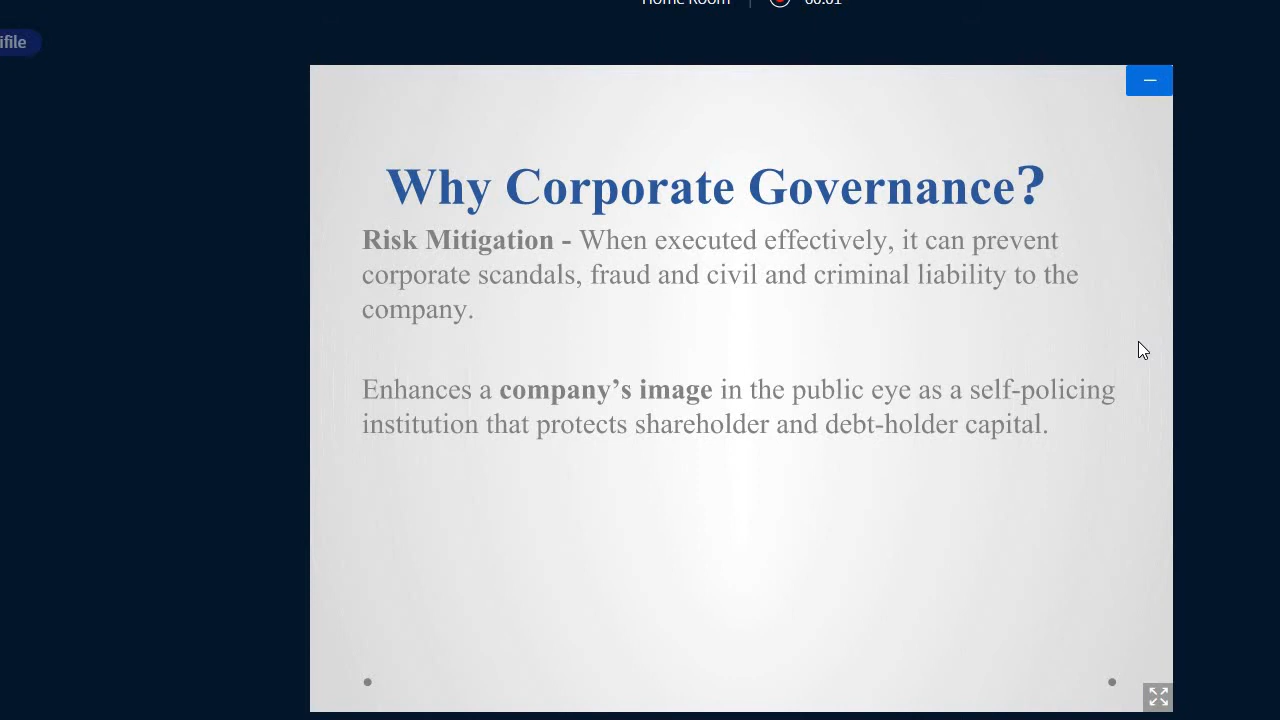 Home Room
00:01
ifile
Why Corporate Governance?
Risk Mitigation - When executed effectively, it can prevent
corporate scandals, fraud and civil and criminal liability to the
company.
Enhances a company’s image in the public eye as a self-policing
institution that protects shareholder and debt-holder capital.